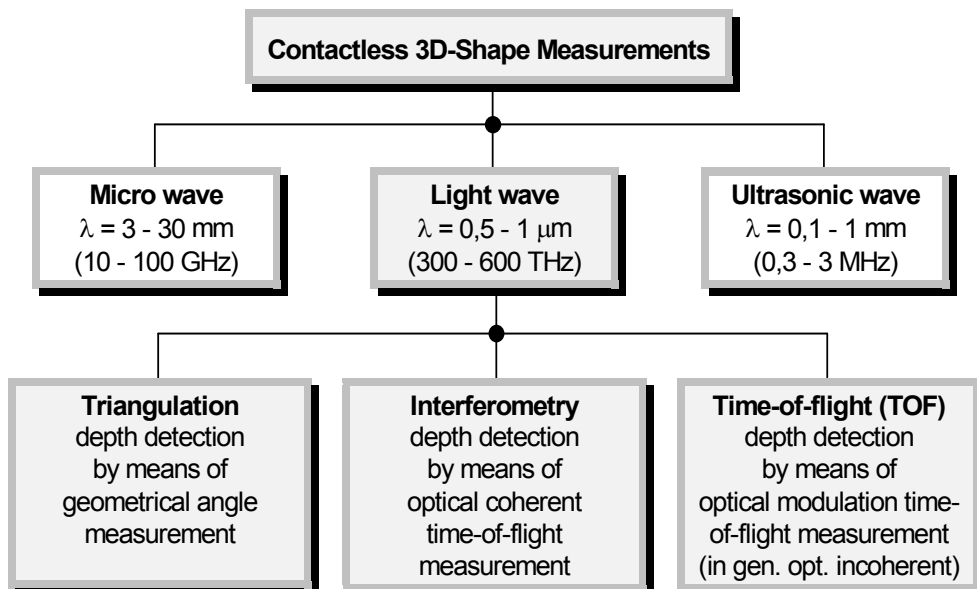 Contactless 3D-Shape Measurements
Micro wave
λ = 3 - 30 mm
(10 - 100 GHz)
Light wave
λ = 0,5 - 1 μm
(300 - 600 THz)
Ultrasonic wave
λ = 0,1 - 1 mm
(0,3 - 3 MHz)
Triangulation
depth detection
by means of
geometrical angle
measurement
Interferometry
depth detection
by means of
optical coherent
time-of-flight
measurement
Time-of-flight (TOF)
depth detection
by means of
optical modulation time-
of-flight measurement
(in gen. opt. incoherent)